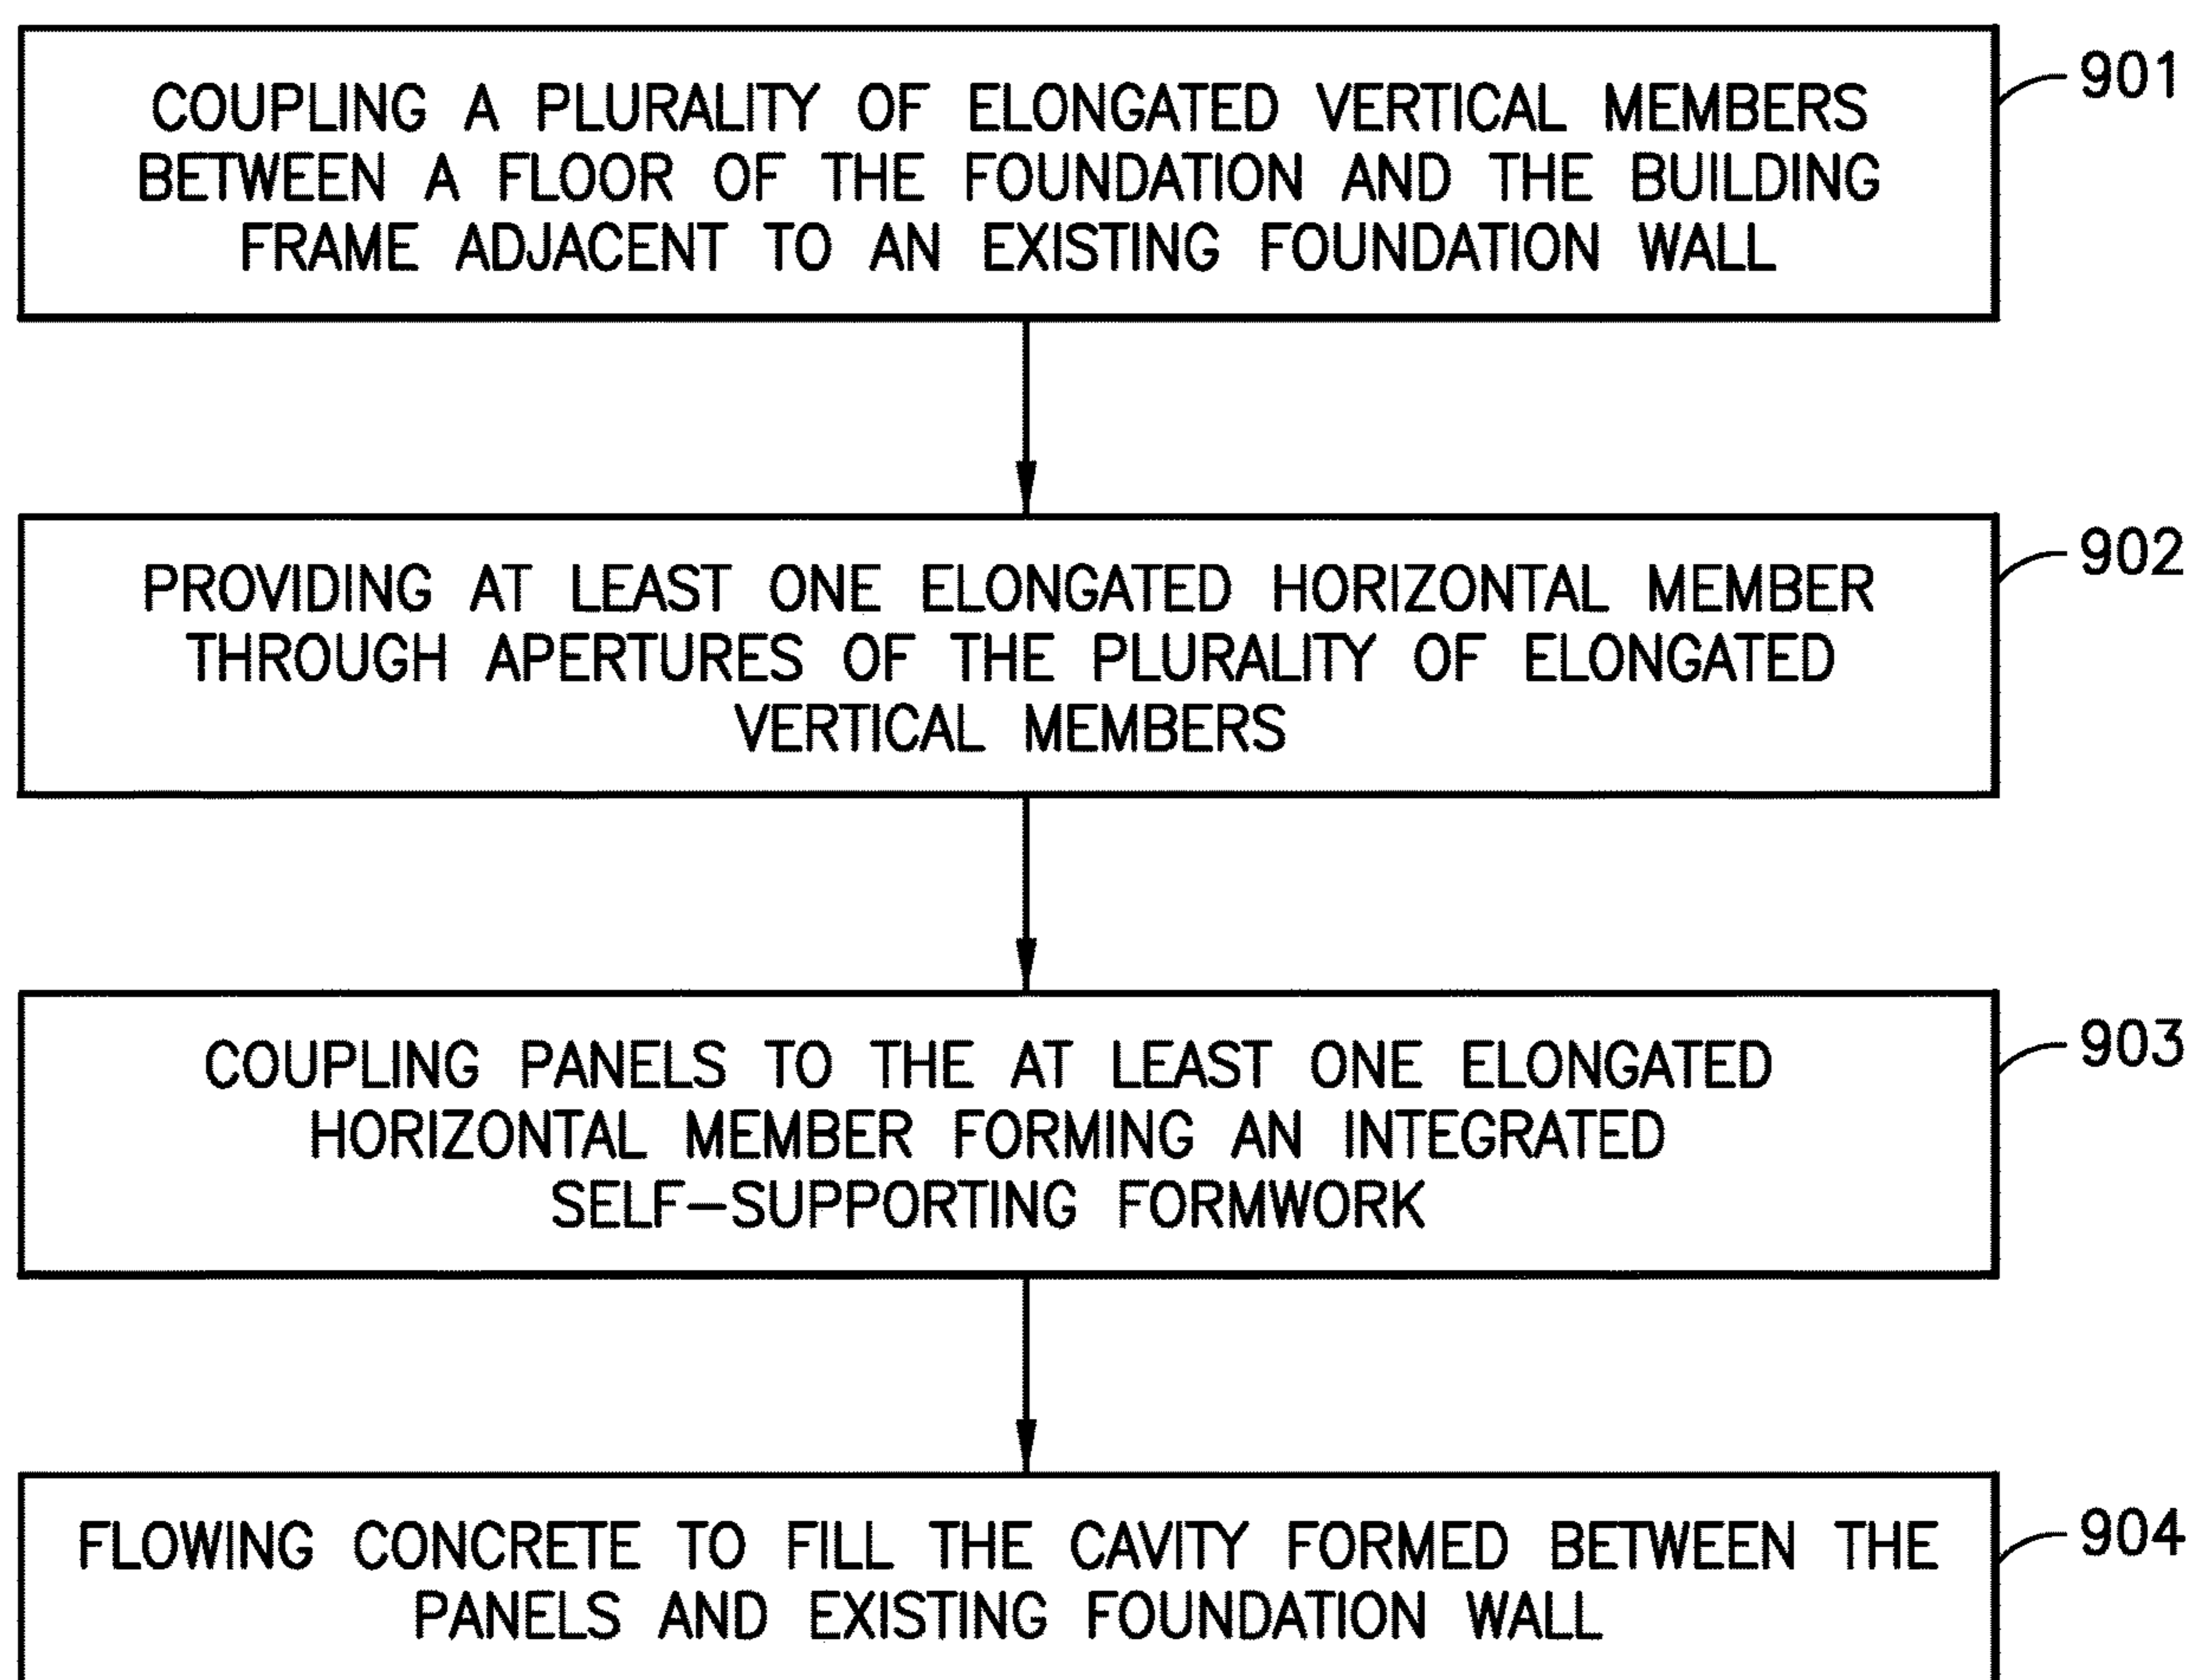 COUPLING A PLURALITY OF ELONGATED VERTICAL MEMBERS
BETWEEN A FLOOR OF THE FOUNDATION AND THE BUILDING
FRAME ADJACENT TO AN EXISTING FOUNDATION WALL
901
PROVIDING AT LEAST ONE ELONGATED HORIZONTAL MEMBER
THROUGH APERTURES OF THE PLURALITY OF ELONGATED
VERTICAL MEMBERS
902
COUPLING PANELS TO THE AT LEAST ONE ELONGATED
HORIZONTAL MEMBER FORMING AN INTEGRATED
SELF-SUPPORTING FORMWORK
903
FLOWING CONCRETE TO FILL THE CAVITY FORMED BETWEEN THE
PANELS AND EXISTING FOUNDATION WALL
904